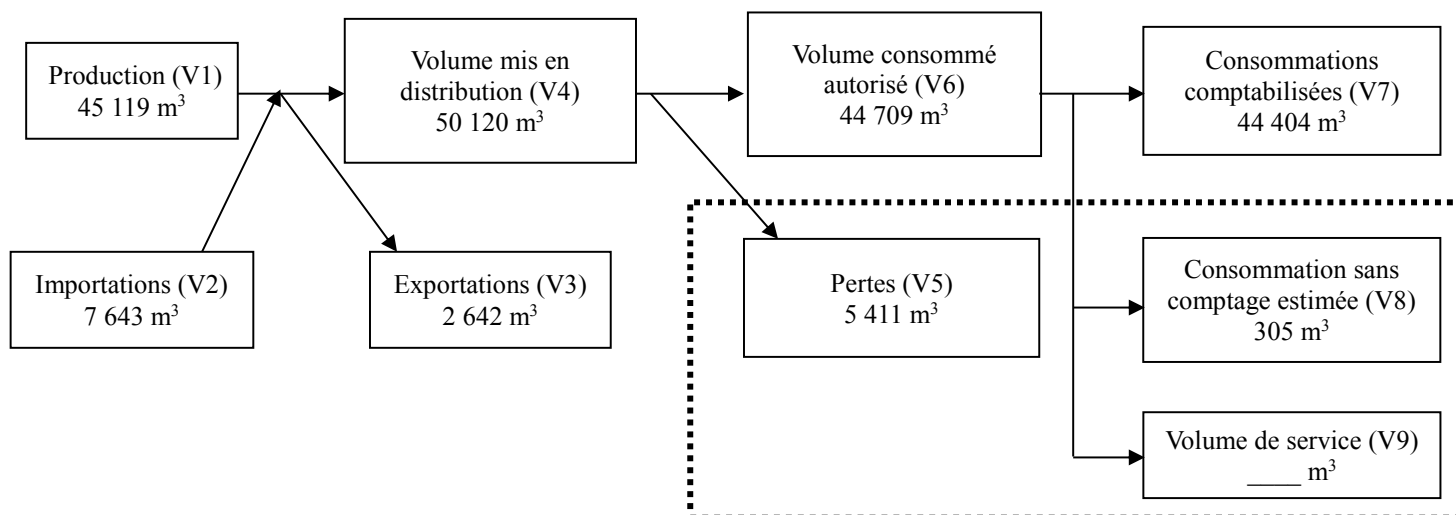 Production (V1)
45 119 m³
Volume mis en
distribution (V4)
50 120 m³
Volume consommé
autorisé (V6)
44 709 m³
Consommations
comptabilisées (V7)
44 404 m³
Importations (V2)
7 643 m³
Exportations (V3)
2 642 m³
Pertes (V5)
5 411 m³
Consommation sans
comptage estimée (V8)
305 m³
Volume de service (V9)
____ m³